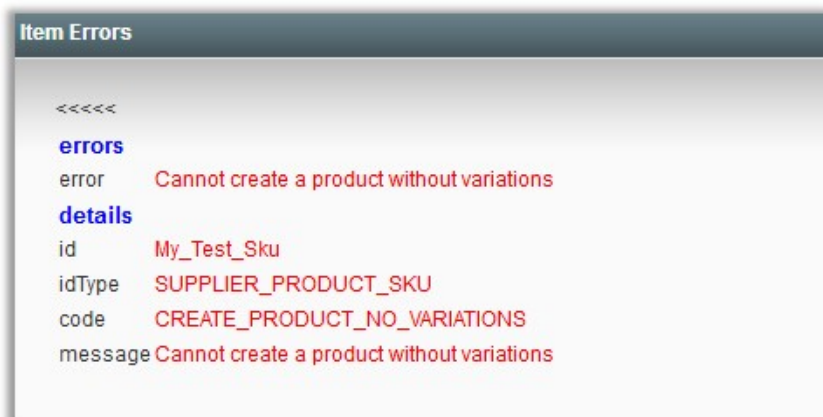 Item Errors
<<<<<
errors
error Cannot create a product without variations
details
id My_Test_Sku
idType SUPPLIER_PRODUCT_SKU
code CREATE_PRODUCT_NO_VARIATIONS
message Cannot create a product without variations